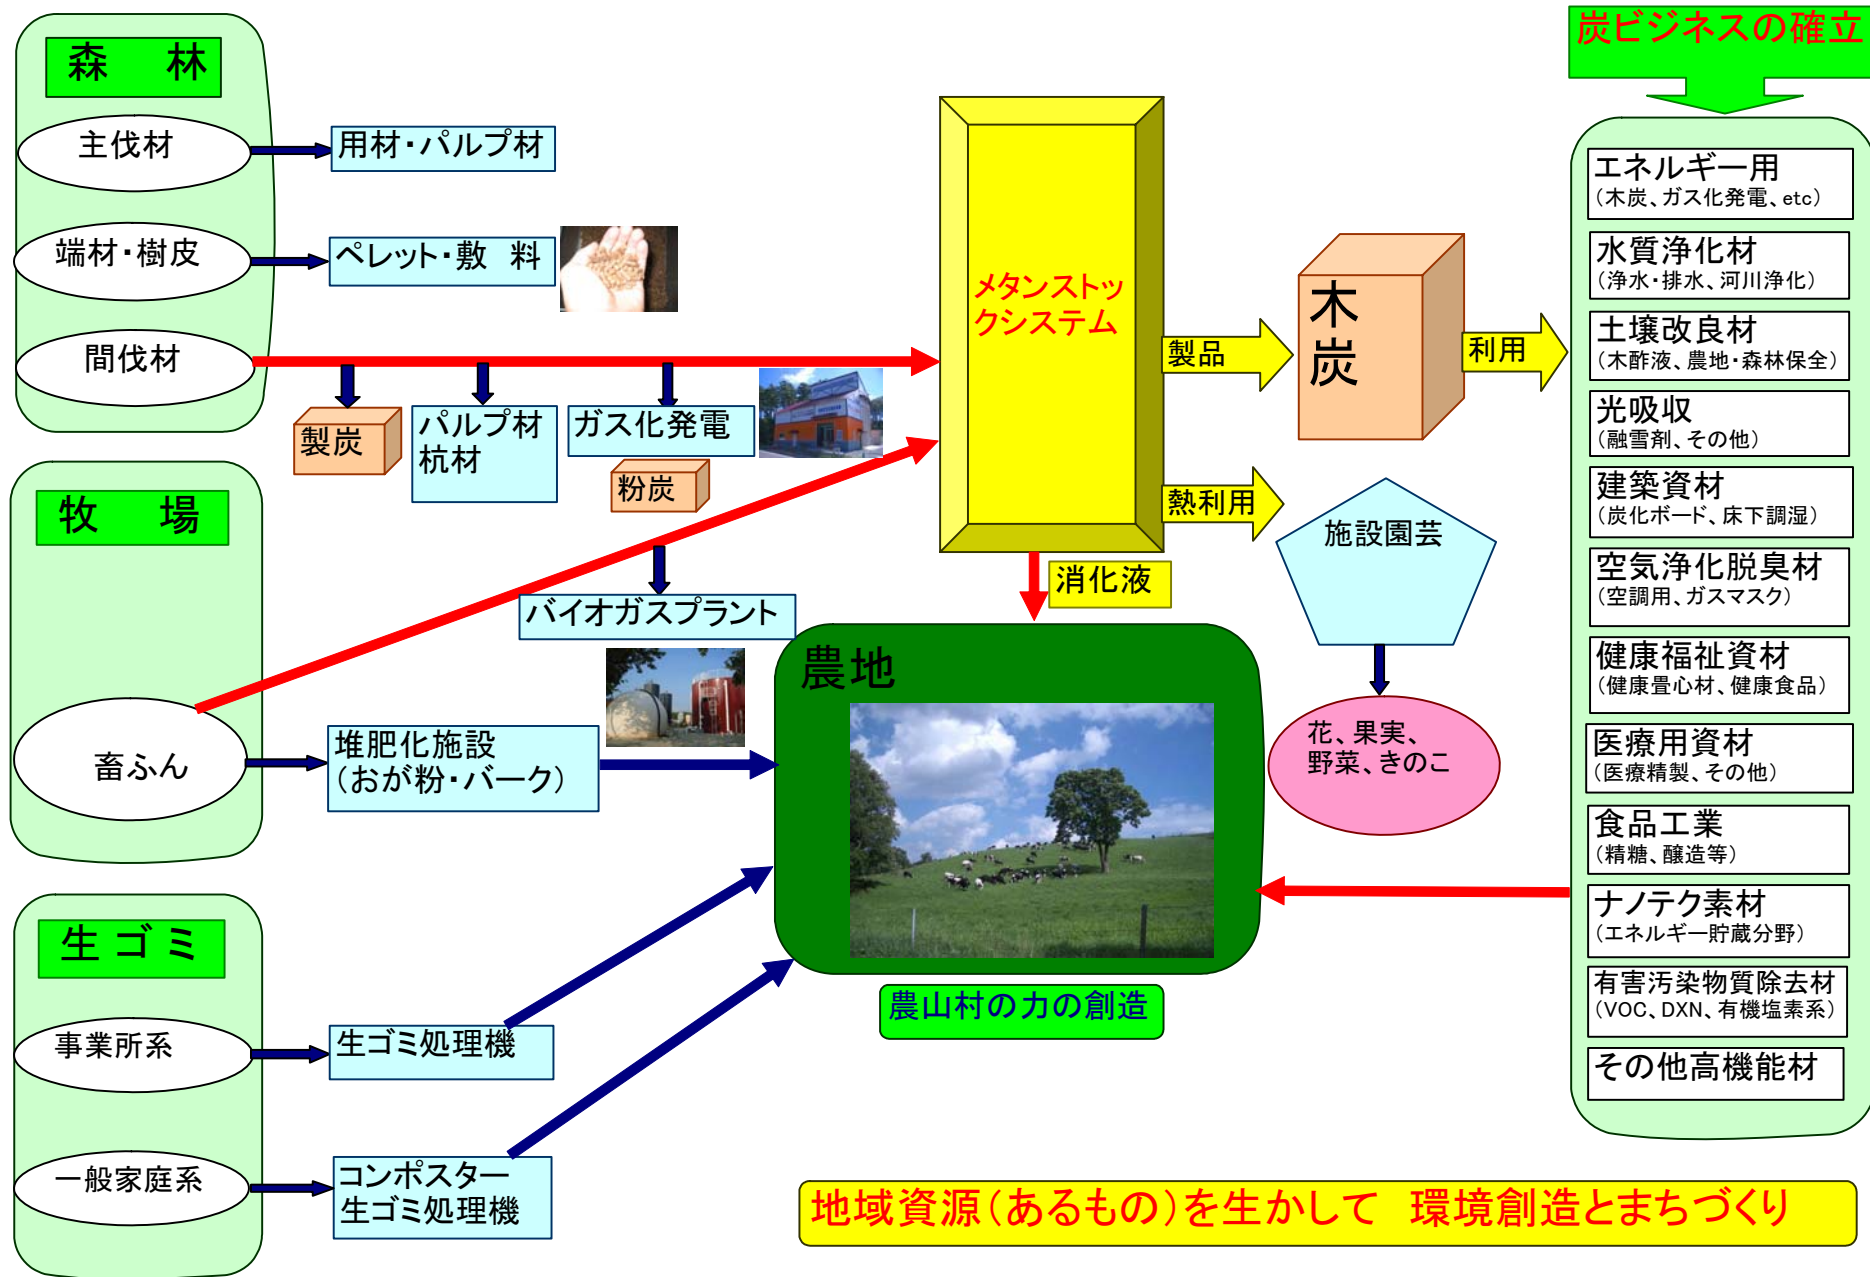 森　林
主伐材
用材・パルプ材
端材・樹皮
ペレット・敷　料
間伐材
製炭
パルプ材
杭材
ガス化発電
粉炭
牧　場
バイオガスプラント
畜ふん
堆肥化施設
（おが粉・バーク）
生 ゴ ミ
事業所系
生ゴミ処理機
一般家庭系
コンポスター
生ゴミ処理機
メタンストッ
クシステム
製品
木
炭
利用
熱利用
施設園芸
花、果実、
野菜、きのこ
消化液
農地
農山村の力の創造
炭ビジネスの確立
エネルギー用
（木炭、ガス化発電、etc）
水質浄化材
（浄水・排水、河川浄化）
土壌改良材
（木酢液、農地・森林保全）
光吸収
（融雪剤、その他）
建築資材
（炭化ボード、床下調湿）
空気浄化脱臭材
（空調用、ガスマスク）
健康福祉資材
（健康畳心材、健康食品）
医療用資材
（医療精製、その他）
食品工業
（精糖、醸造等）
ナノテク素材
（エネルギー貯蔵分野）
有害汚染物質除去材
（VOC、DXN、有機塩素系）
その他高機能材
地域資源（あるもの）を生かして　環境創造とまちづくり